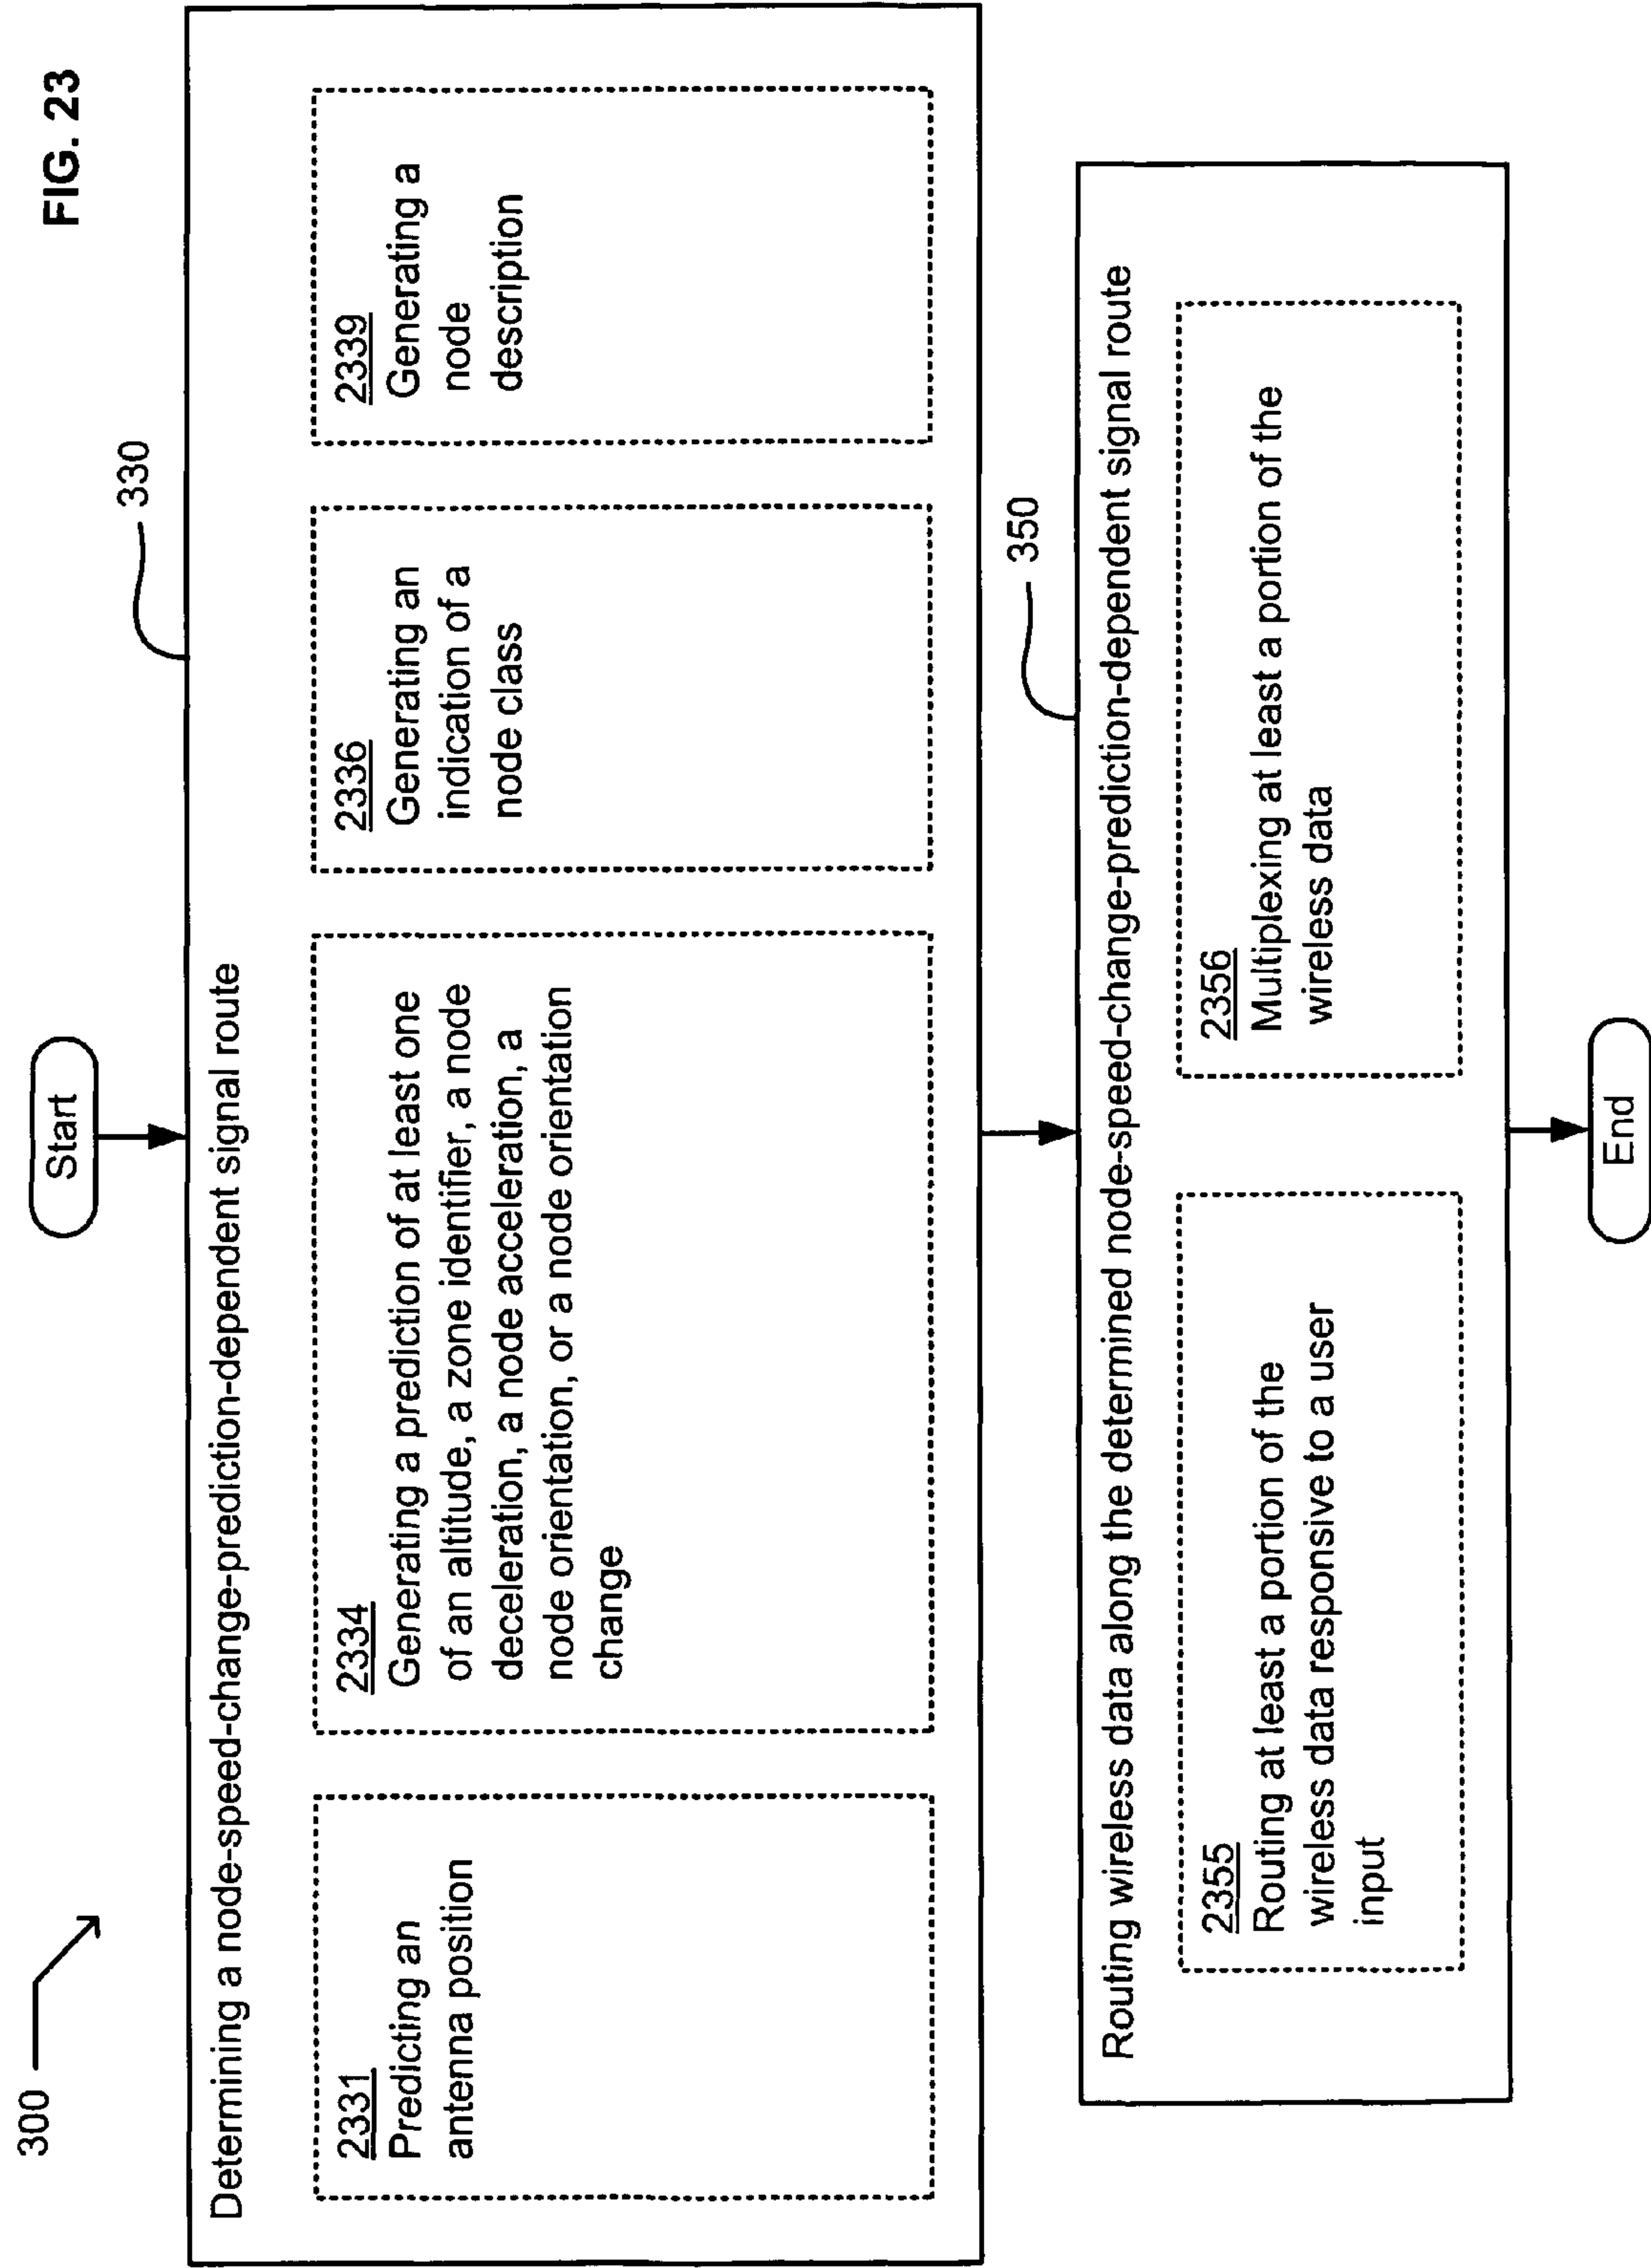 FIG. 23
300
Start
330
Determining a node-speed-change-prediction-dependent signal route
2331
Predicting an
antenna position
2334
Generating a prediction of at least one
of an altitude, a zone identifier, a node
deceleration, a node acceleration, a
node orientation, or a node orientation
change
2336
Generating an
indication of a
node class
2339
Generating a
node
description
350
Routing wireless data along the determined node-speed-change-prediction-dependent signal route
2355
Routing at least a portion of the
wireless data responsive to a user
input
2356
Multiplexing at least a portion of the
wireless data
End